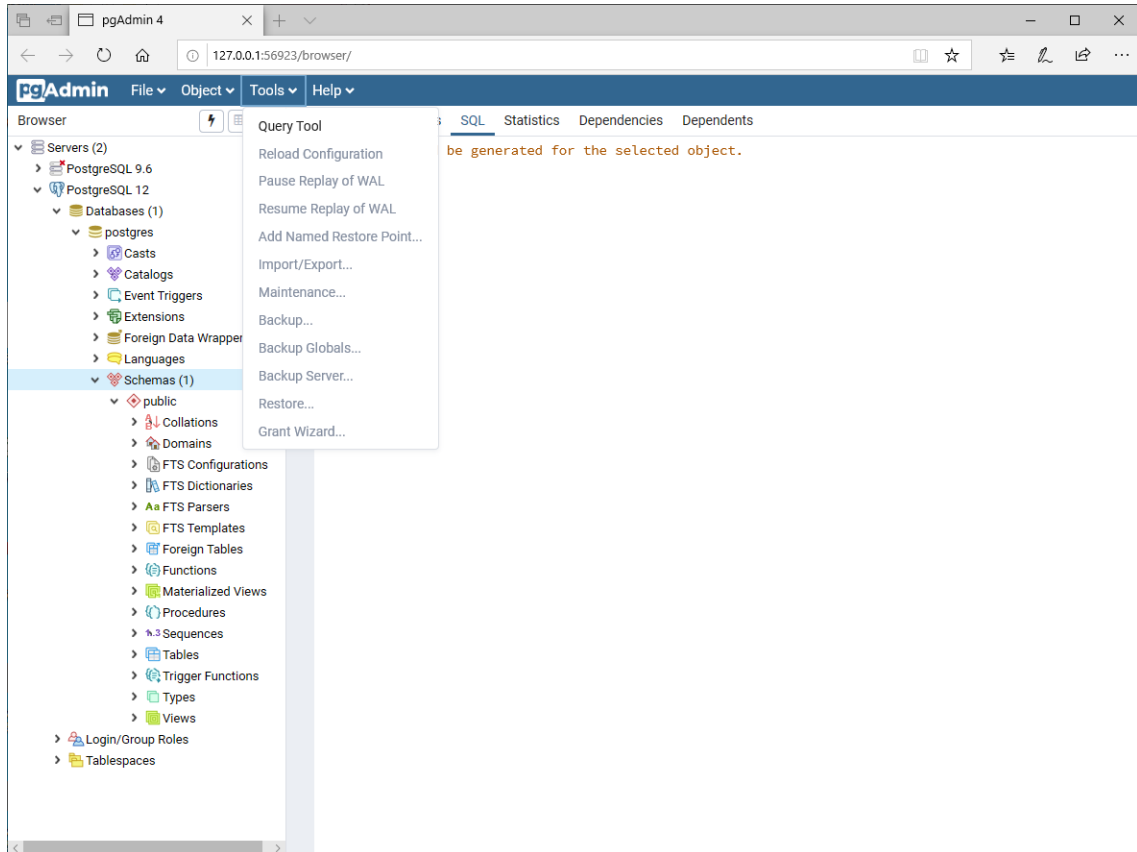 pgAdmin 4
127.0.0.1:56923/browser/
pgAdmin File Object Tools Help
Browser
SQL Statistics Dependencies Dependents
be generated for the selected object.
Query Tool
Reload Configuration
Pause Replay of WAL
Resume Replay of WAL
Add Named Restore Point...
Import/Export...
Maintenance...
Backup...
Backup Globals...
Backup Server...
Restore...
Grant Wizard...
Servers (2)
PostgreSQL 9.6
PostgreSQL 12
Databases (1)
postgres
Casts
Catalogs
Event Triggers
Extensions
Foreign Data Wrapper
Languages
Schemas (1)
public
Collations
Domains
FTS Configurations
FTS Dictionaries
Aa FTS Parsers
FTS Templates
Foreign Tables
Functions
Materialized Views
Procedures
Sequences
Tables
Trigger Functions
Types
Views
Login/Group Roles
Tablespaces